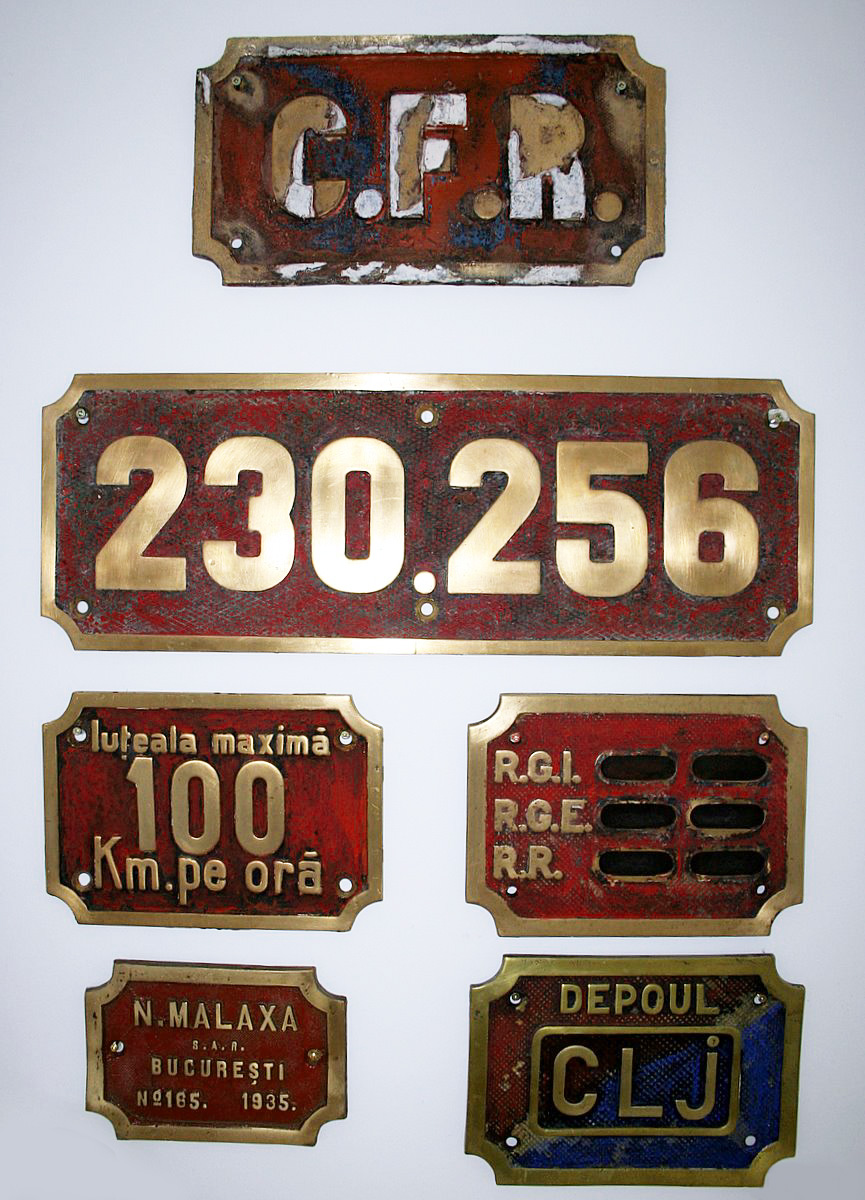 C.F.R.
230.256
Iuțeala maximă
100
Km.pe oră
R.G.I.
R.G.E.
R.R.
N.MALAXA
S.A.R.
BUCUREȘTI
Nº165. 1935.
DEPOUL
CLj